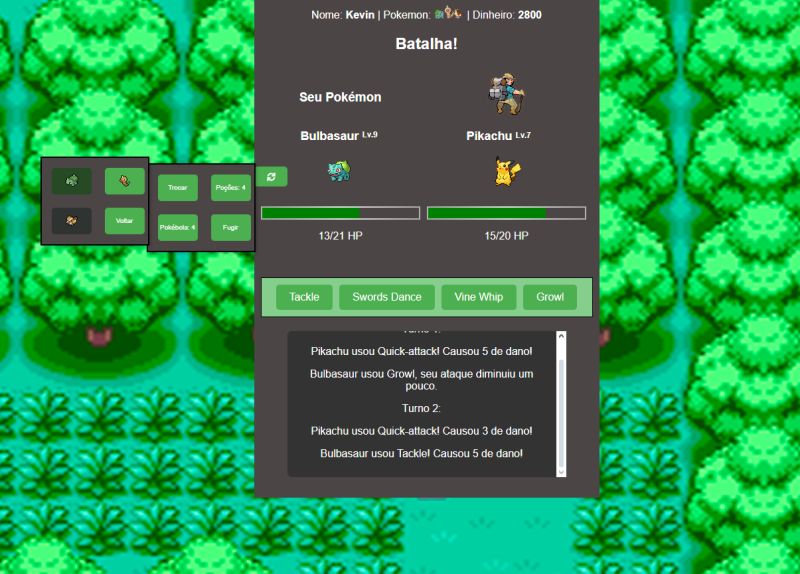 Nome: Kevin | Pokemon: | Dinheiro: 2800
Batalha!
Seu Pokémon
Bulbasaur Lv.9
Pikachu Lv.7
Trocar
Poções: 4
Voltar
Pokébola: 4
Fugir
13/21 HP
15/20 HP
Tackle
Swords Dance
Vine Whip
Growl
Turno 1:
Pikachu usou Quick-attack! Causou 5 de dano!
Bulbasaur usou Growl, seu ataque diminuiu um
pouco.
Turno 2:
Pikachu usou Quick-attack! Causou 3 de dano!
Bulbasaur usou Tackle! Causou 5 de dano!